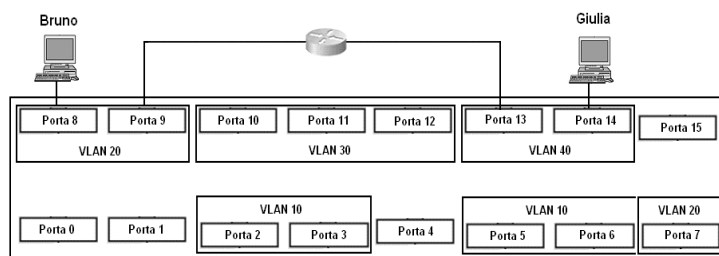 Bruno
Giulia
Porta 8
Porta 9
Porta 10
Porta 11
Porta 12
Porta 13
Porta 14
Porta 15
VLAN 20
VLAN 30
VLAN 40
VLAN 10
VLAN 10
VLAN 20
Porta 0
Porta 1
Porta 2
Porta 3
Porta 4
Porta 5
Porta 6
Porta 7